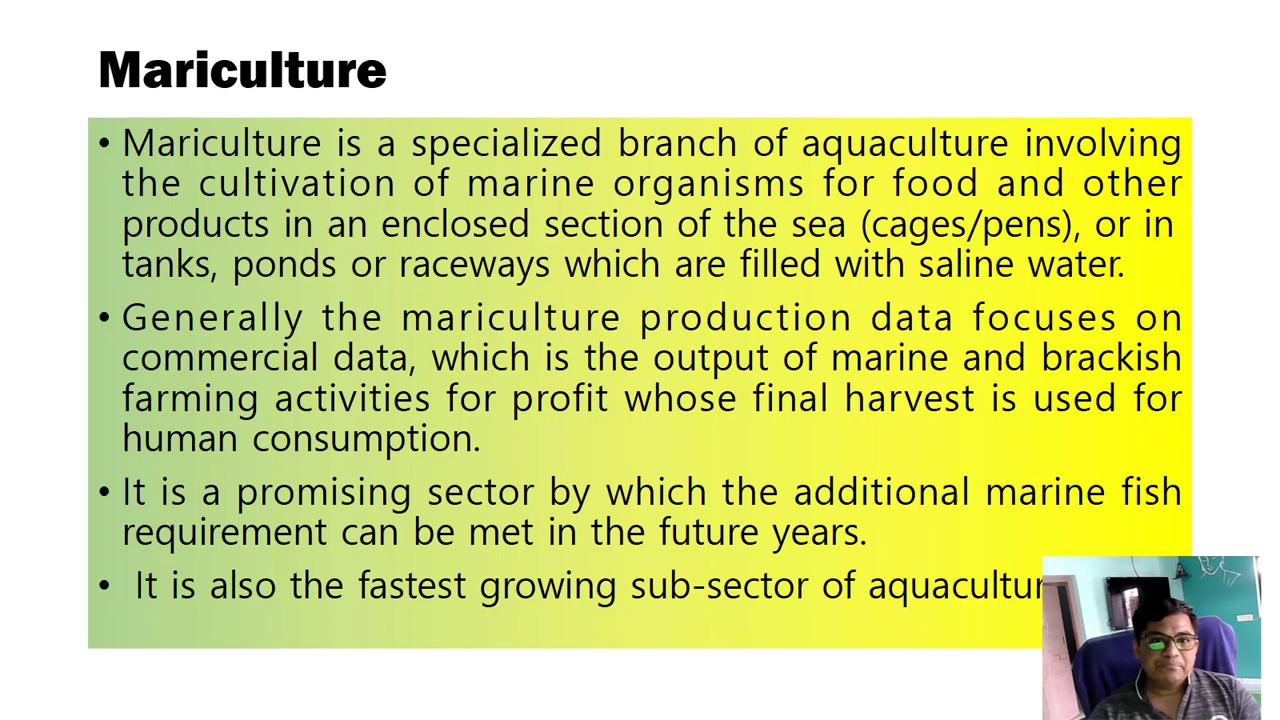 Mariculture
• Mariculture is a specialized branch of aquaculture involving
the cultivation of marine organisms for food and other
products in an enclosed section of the sea (cages/pens), or in
tanks, ponds or raceways which are filled with saline water.
• Generally the mariculture production data focuses on
commercial data, which is the output of marine and brackish
farming activities for profit whose final harvest is used for
human consumption.
• It is a promising sector by which the additional marine fish
requirement can be met in the future years.
• It is also the fastest growing sub-sector of